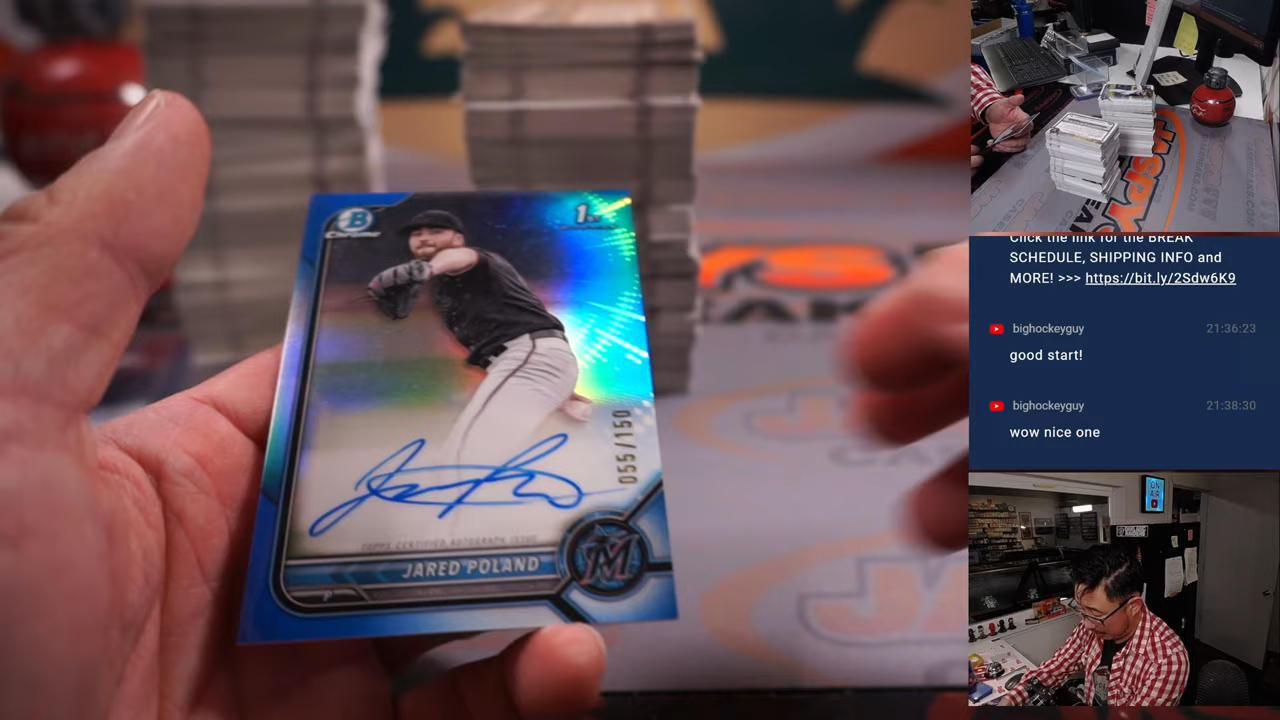 B
Chrome
1st
055/150
TOPPS CERTIFIED AUTOGRAPH ISSUE
JARED POLAND
P
M
Click the link for the BREAK
SCHEDULE, SHIPPING INFO and
MORE! >>> https://bit.ly/2Sdw6K9
bighockeyguy 21:36:23
good start!
bighockeyguy 21:38:30
wow nice one
ON
AIR
JASPY